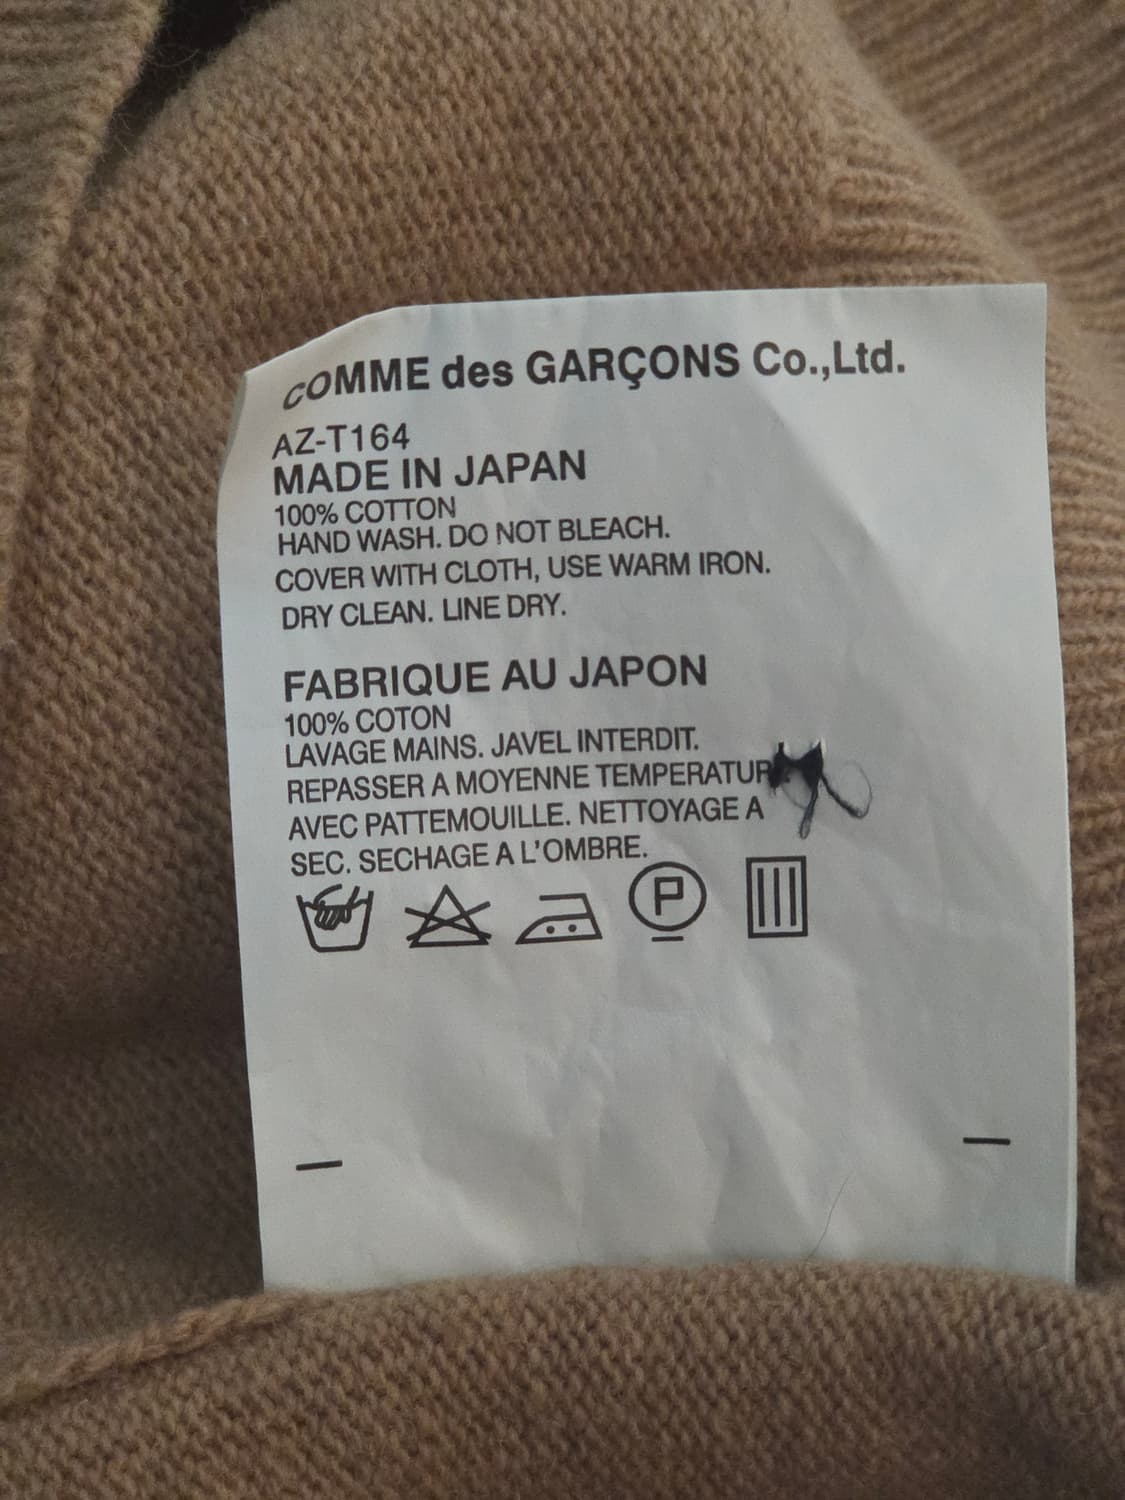 COMME des GARÇONS Co.,Ltd.
AZ-T164
MADE IN JAPAN
100% COTTON
HAND WASH. DO NOT BLEACH.
COVER WITH CLOTH, USE WARM IRON.
DRY CLEAN. LINE DRY.
FABRIQUE AU JAPON
100% COTON
LAVAGE MAINS. JAVEL INTERDIT.
REPASSER A MOYENNE
AVEC PATTEMOUILLE. NETTOYAGE A
SEC. SECHAGE A L'OMBRE.
P